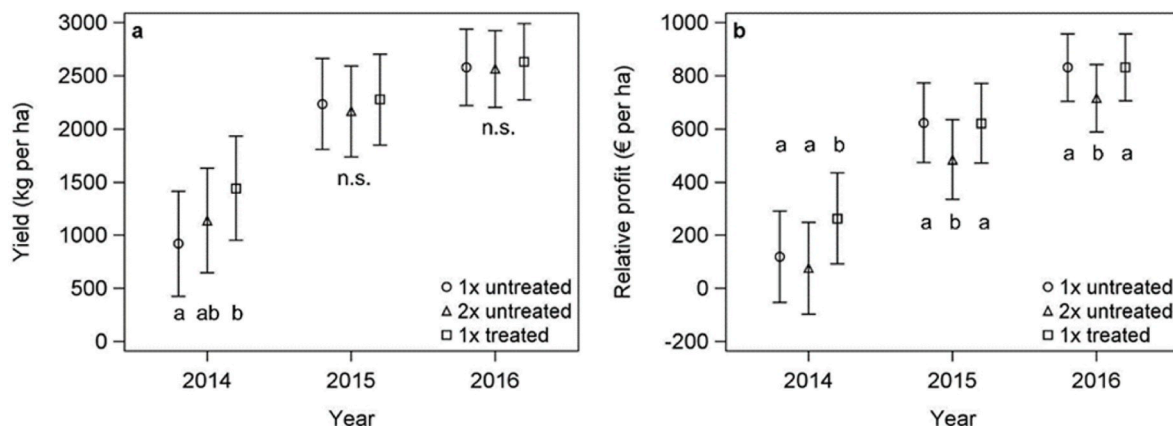 a
Yield (kg per ha)
3000
2500
2000
1500
1000
500
0
n.s.
n.s.
a ab b
1x untreated
2x untreated
1x treated
2014 2015 2016
Year
b
Relative profit (€ per ha)
1000
800
600
400
200
0
-200
a a b
a b a
a b a
1x untreated
2x untreated
1x treated
2014 2015 2016
Year